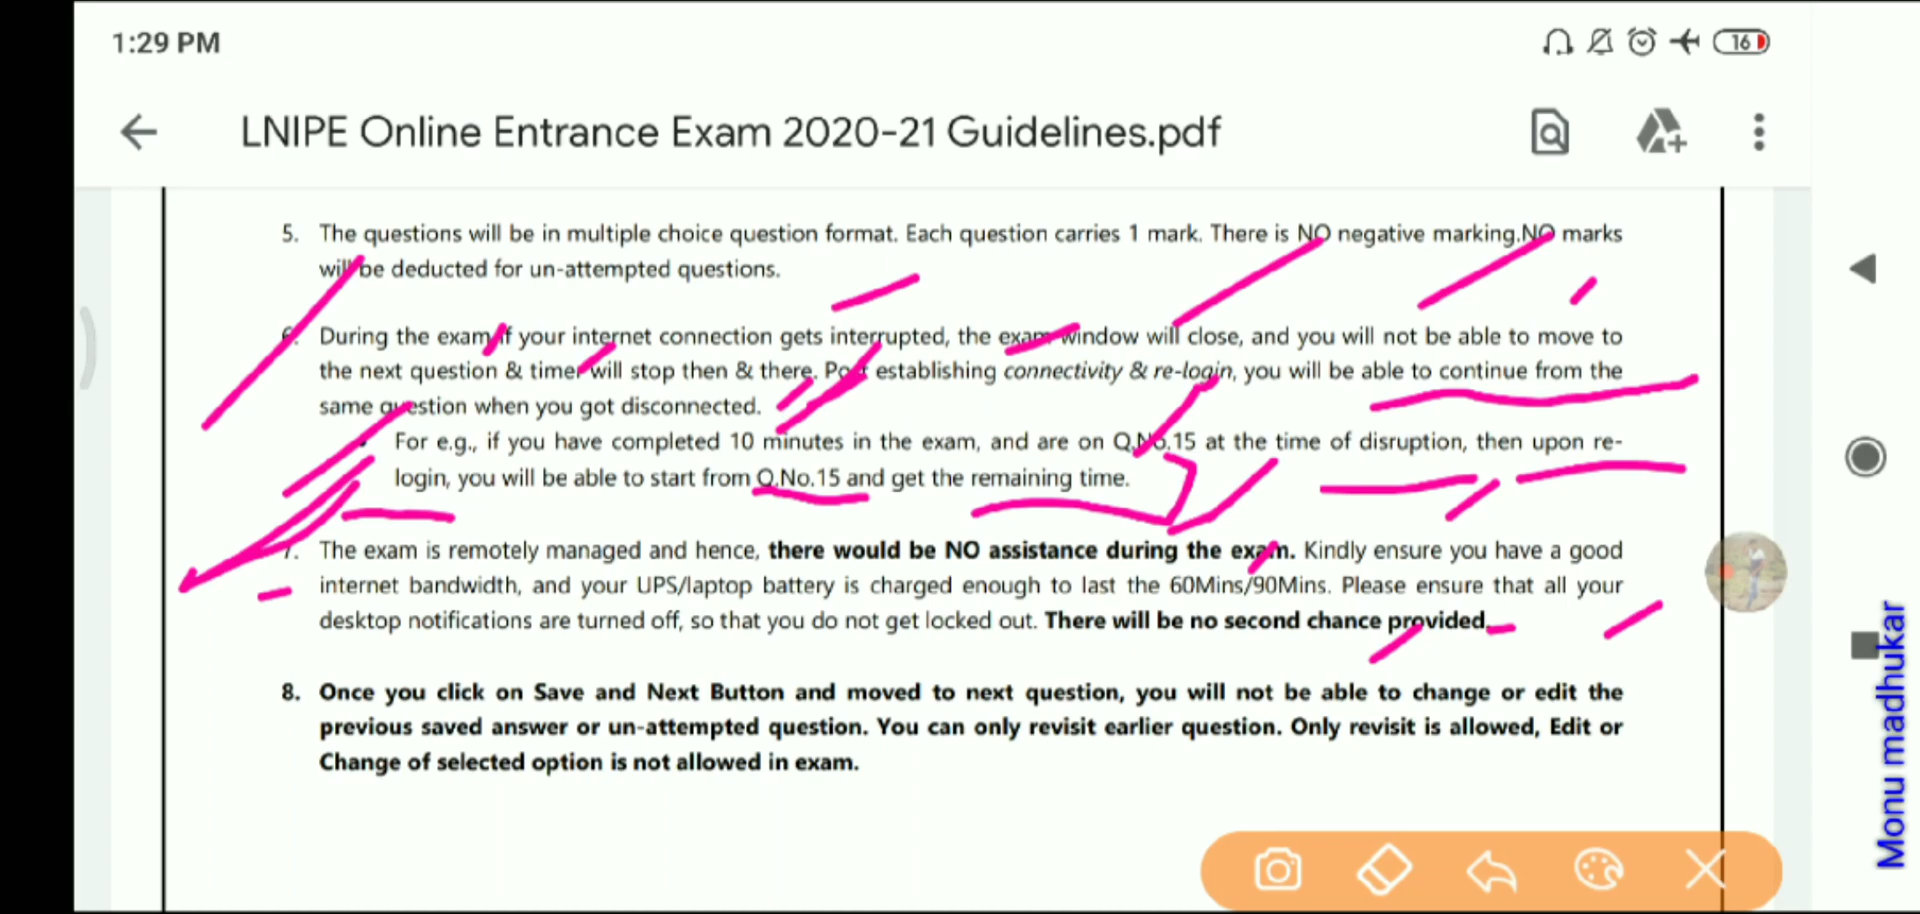 1:29 PM
16
LNIPE Online Entrance Exam 2020-21 Guidelines.pdf
5. The questions will be in multiple choice question format. Each question carries 1 mark. There is NO negative marking.NO marks
will be deducted for un-attempted questions.
6. During the exam if your internet connection gets interrupted, the exam window will close, and you will not be able to move to
the next question & timer will stop then & there. Post establishing connectivity & re-login, you will be able to continue from the
same question when you got disconnected.
For e.g., if you have completed 10 minutes in the exam, and are on Q.No.15 at the time of disruption, then upon re-
login, you will be able to start from Q.No.15 and get the remaining time.
7. The exam is remotely managed and hence, there would be NO assistance during the exam. Kindly ensure you have a good
internet bandwidth, and your UPS/laptop battery is charged enough to last the 60Mins/90Mins. Please ensure that all your
desktop notifications are turned off, so that you do not get locked out. There will be no second chance provided.
8. Once you click on Save and Next Button and moved to next question, you will not be able to change or edit the
previous saved answer or un-attempted question. You can only revisit earlier question. Only revisit is allowed, Edit or
Change of selected option is not allowed in exam.
Monu madhukar